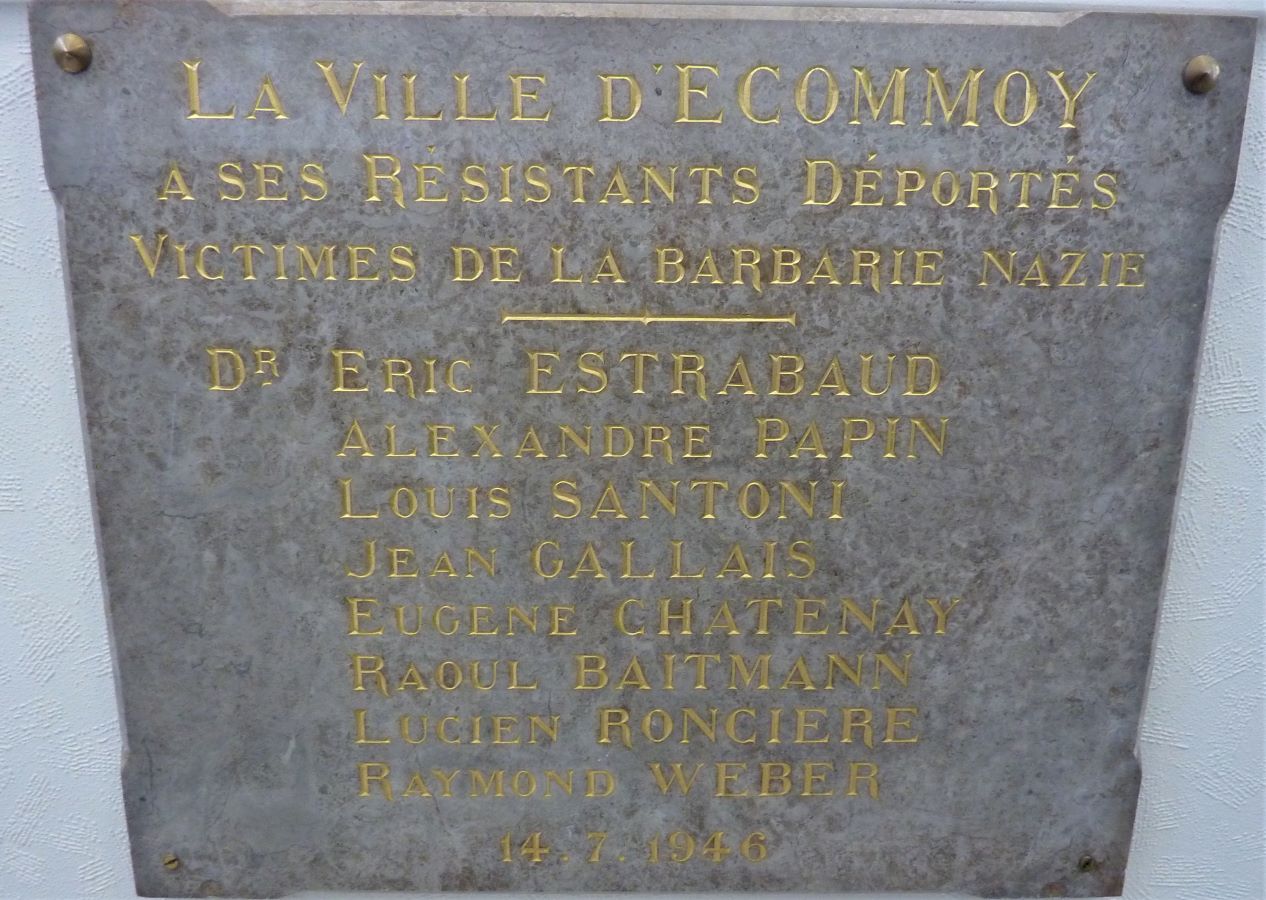 LA VILLE D'ECOMMOY
A SES RÉSISTANTS DÉPORTÉS
VICTIMES DE LA BARBARIE NAZIE
DR ERIC ESTRABAUD
ALEXANDRE PAPIN
LOUIS SANTONI
JEAN GALLAIS
EUGENE CHATENAY
RAOUL BAITMANN
LUCIEN RONCIERE
RAYMOND WEBER
14.7.1946